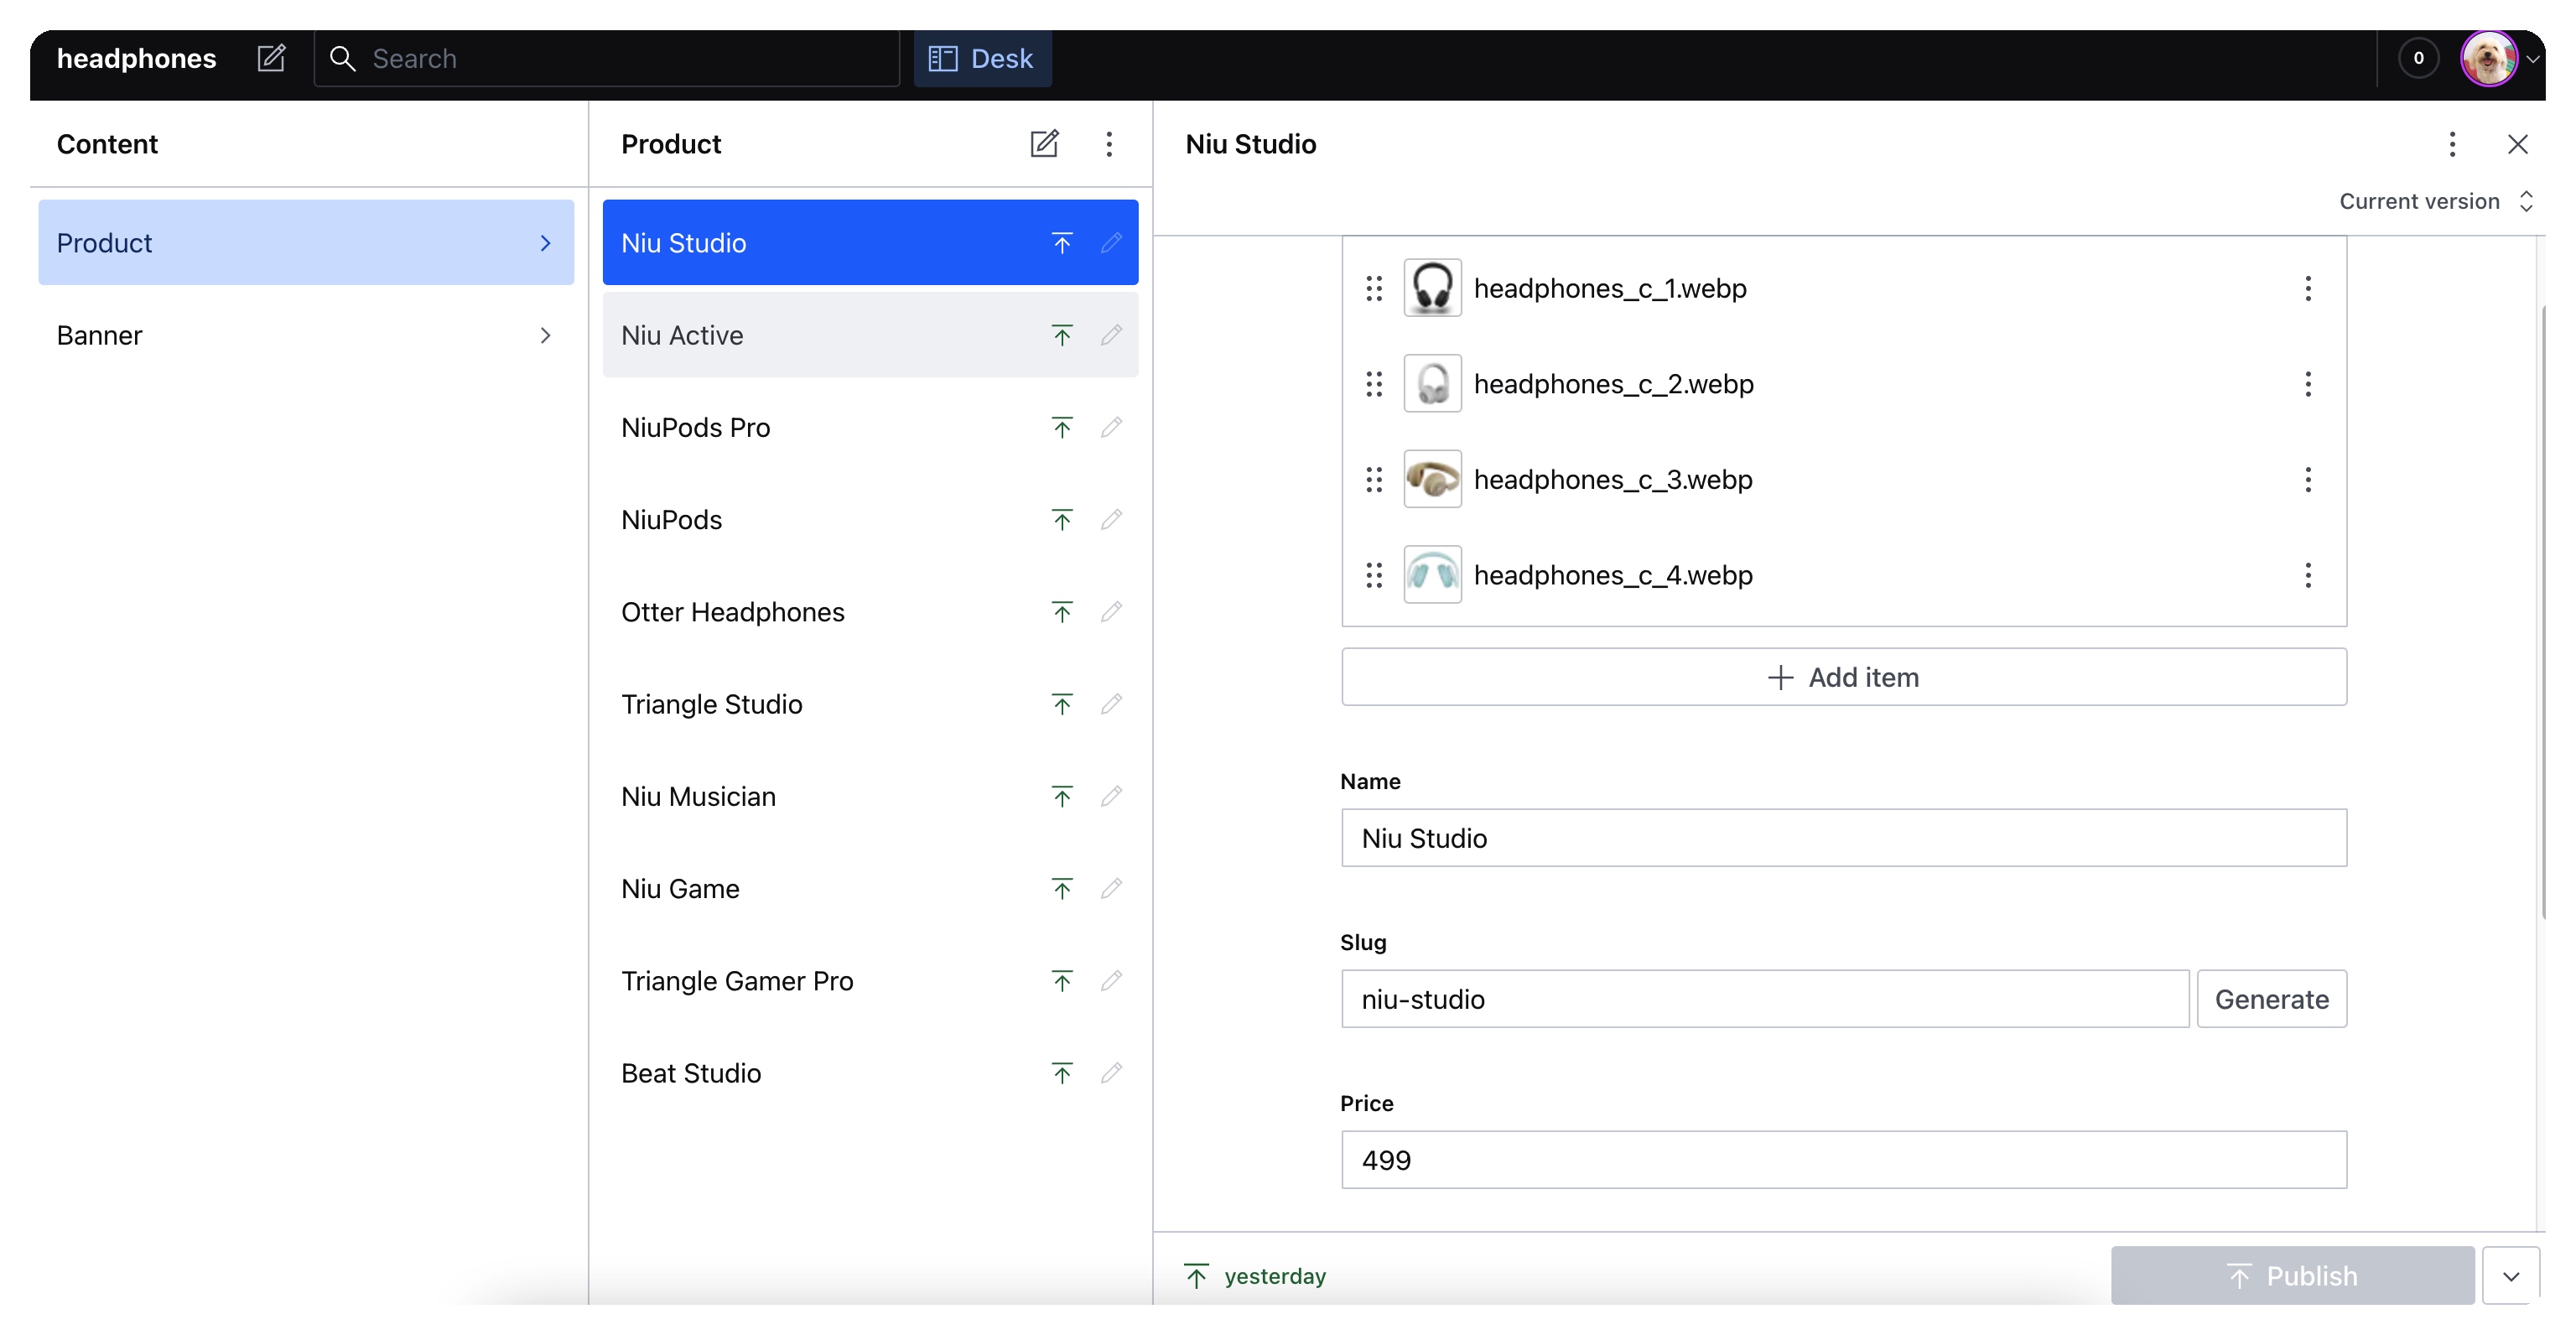 headphones
Search
Desk
0
Content
Product
Banner
Product
Niu Studio
Niu Active
NiuPods Pro
NiuPods
Otter Headphones
Triangle Studio
Niu Musician
Niu Game
Triangle Gamer Pro
Beat Studio
Niu Studio
Current version
headphones_c_1.webp
headphones_c_2.webp
headphones_c_3.webp
headphones_c_4.webp
Add item
Name
Niu Studio
Slug
niu-studio
Generate
Price
499
yesterday
Publish